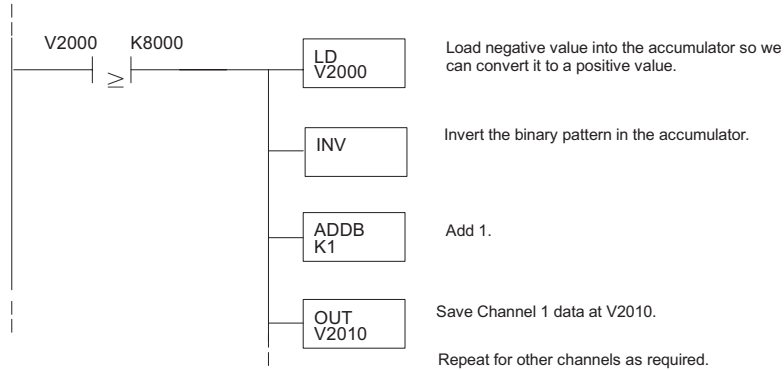 V2000 K8000
≥
LD
V2000
Load negative value into the accumulator so we
can convert it to a positive value.
INV
Invert the binary pattern in the accumulator.
ADDB
K1
Add 1.
OUT
V2010
Save Channel 1 data at V2010.
Repeat for other channels as required.